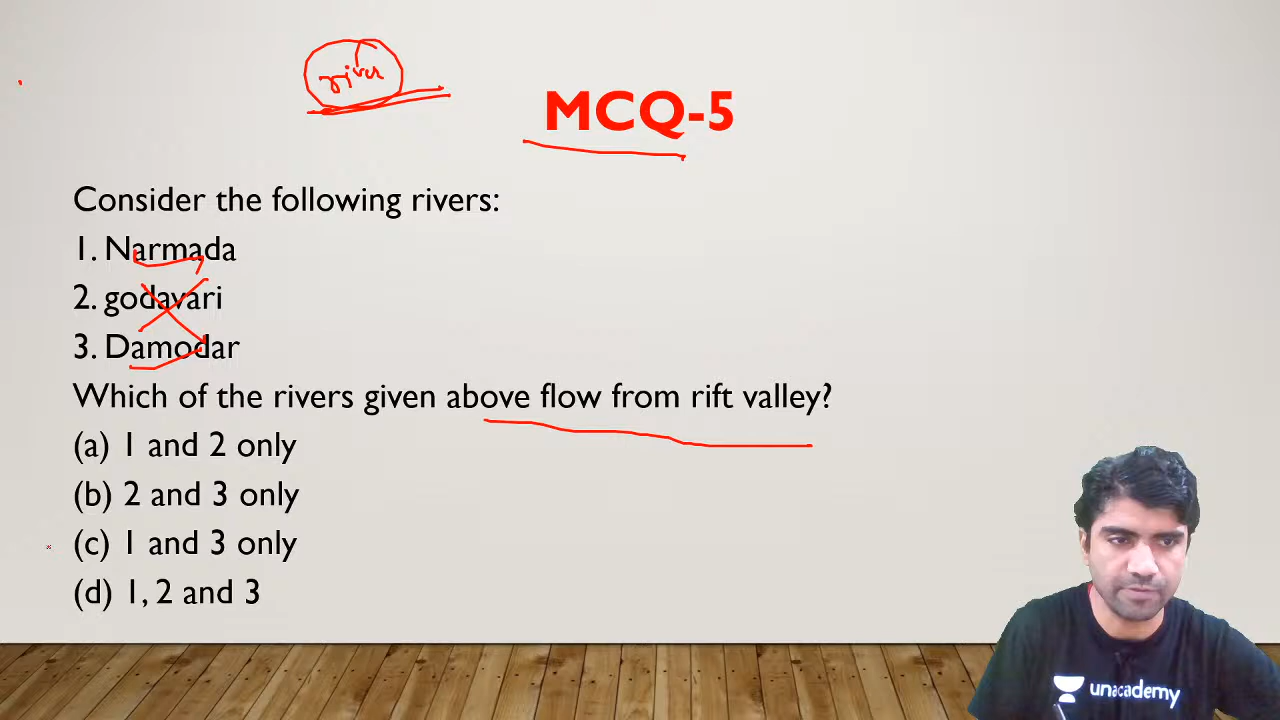 river
MCQ-5
Consider the following rivers:
1. Narmada
2. godavari
3. Damodar
Which of the rivers given above flow from rift valley?
(a) 1 and 2 only
(b) 2 and 3 only
(c) 1 and 3 only
(d) 1, 2 and 3
unacademy